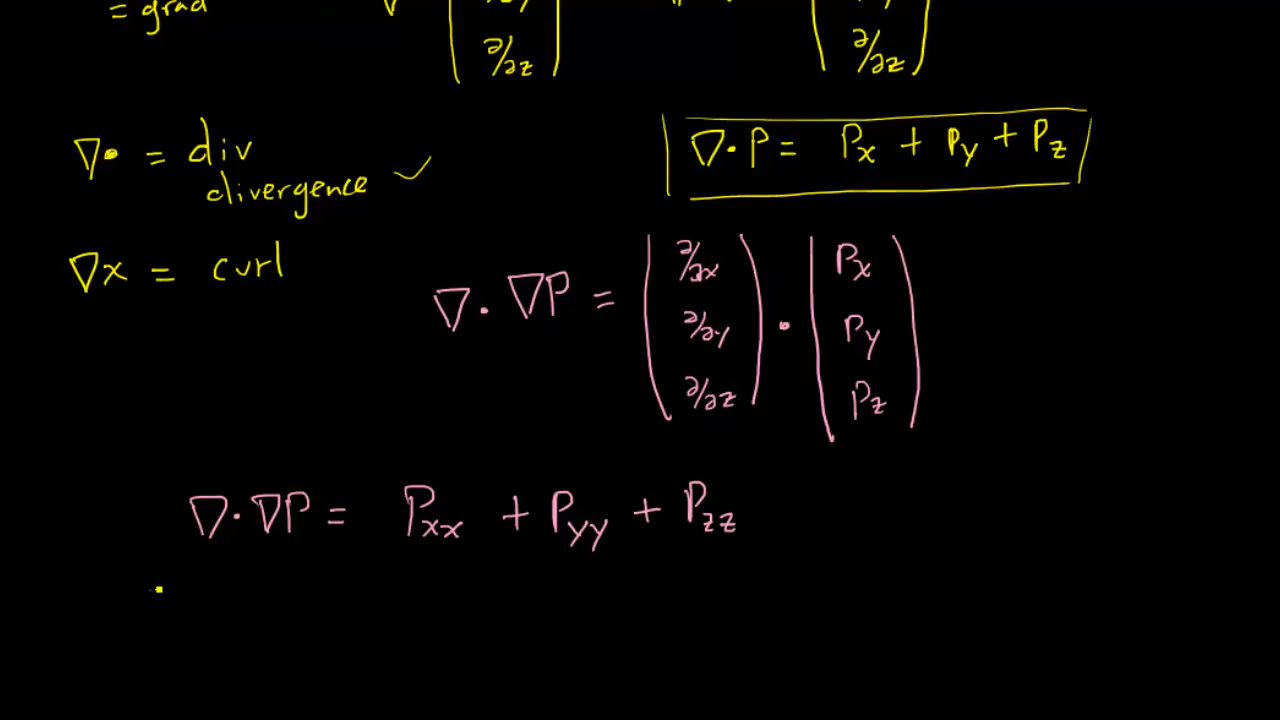 = grad ∇ ∂/∂z ∂/∂z
∇• = div
divergence ✓
∇·P = Px + Py + Pz
∇x = curl
∇·∇P = (∂/∂x ∂/∂y ∂/∂z) · (Px Py Pz)
∇·∇P = Pxx + Pyy + Pzz